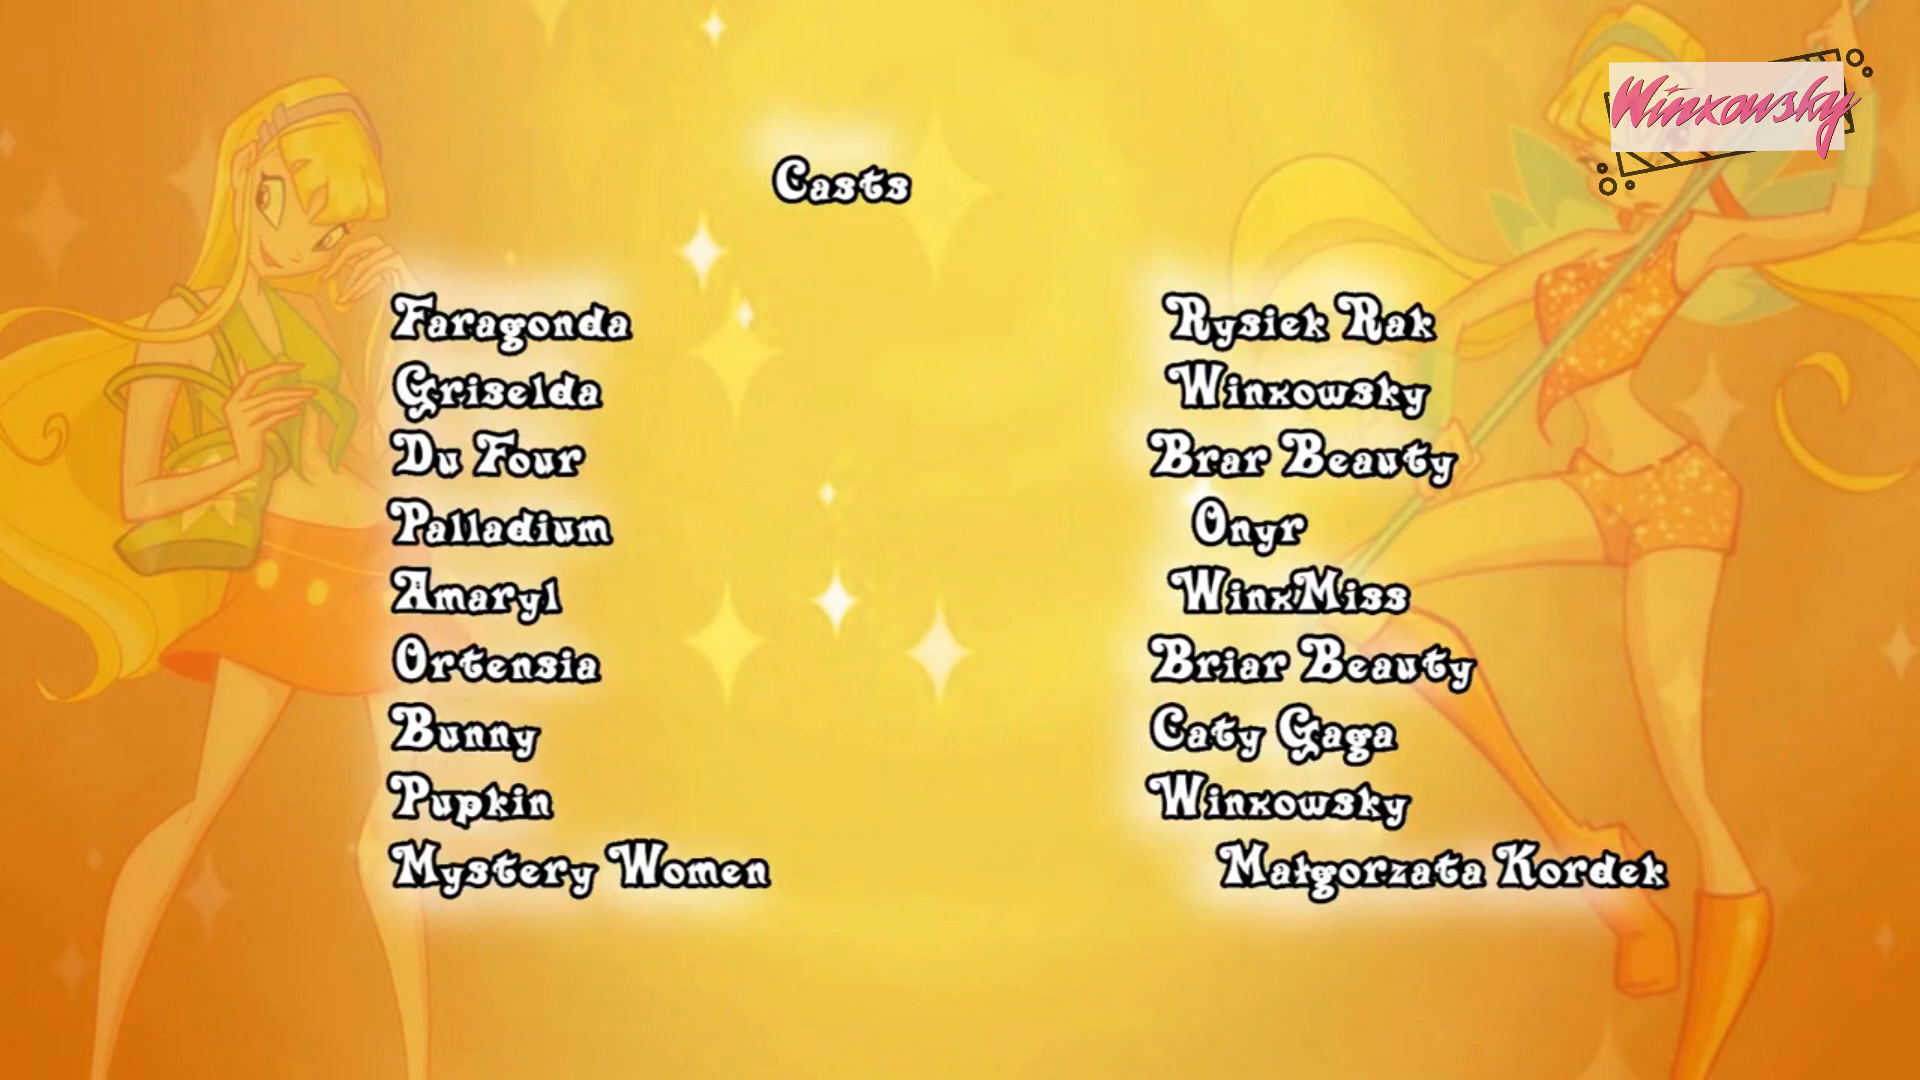 Winxowsky
Casts
Faragonda Rysiek Rak
Griselda Winxowsky
Du Four Brar Beauty
Palladium Onyr
Amaryl WinxMiss
Ortensia Briar Beauty
Bunny Caty Gaga
Pupkin Winxowsky
Mystery Women Małgorzata Kordek